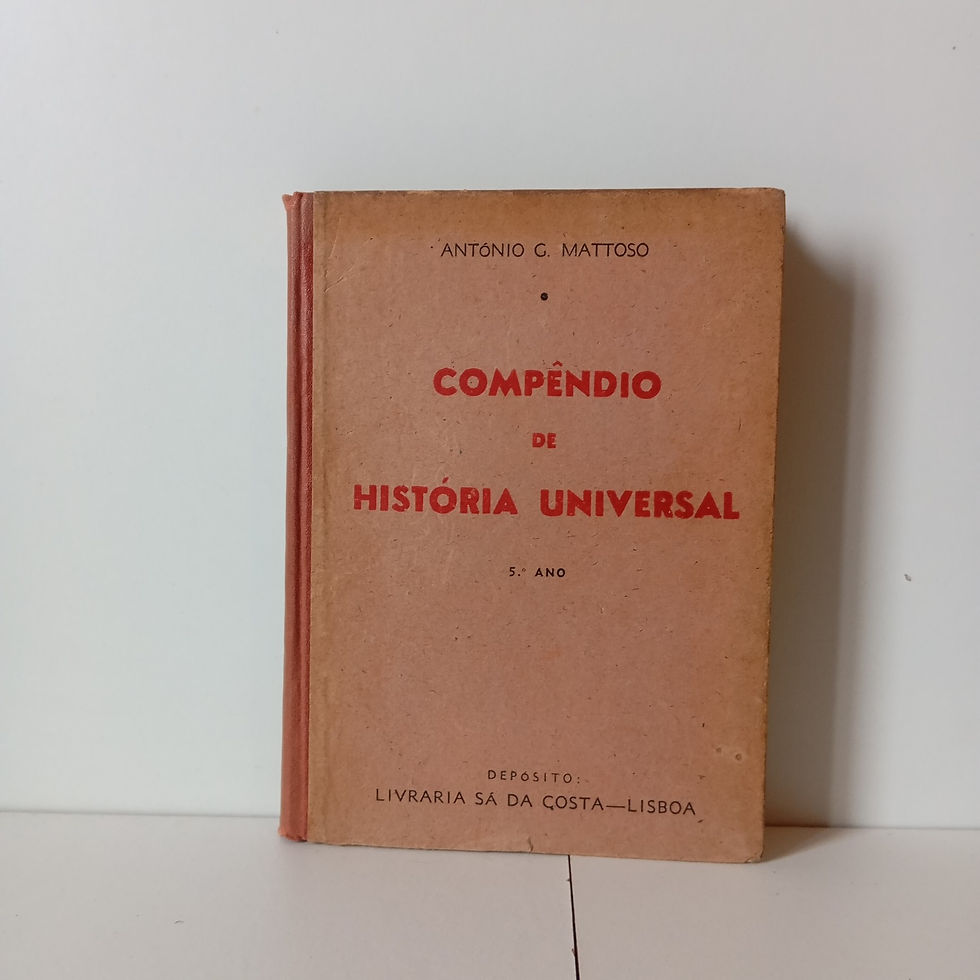 ANTÓNIO G. MATTOSO
COMPÊNDIO
DE
HISTÓRIA UNIVERSAL
5.º ANO
DEPÓSITO:
LIVRARIA SÁ DA COSTA—LISBOA